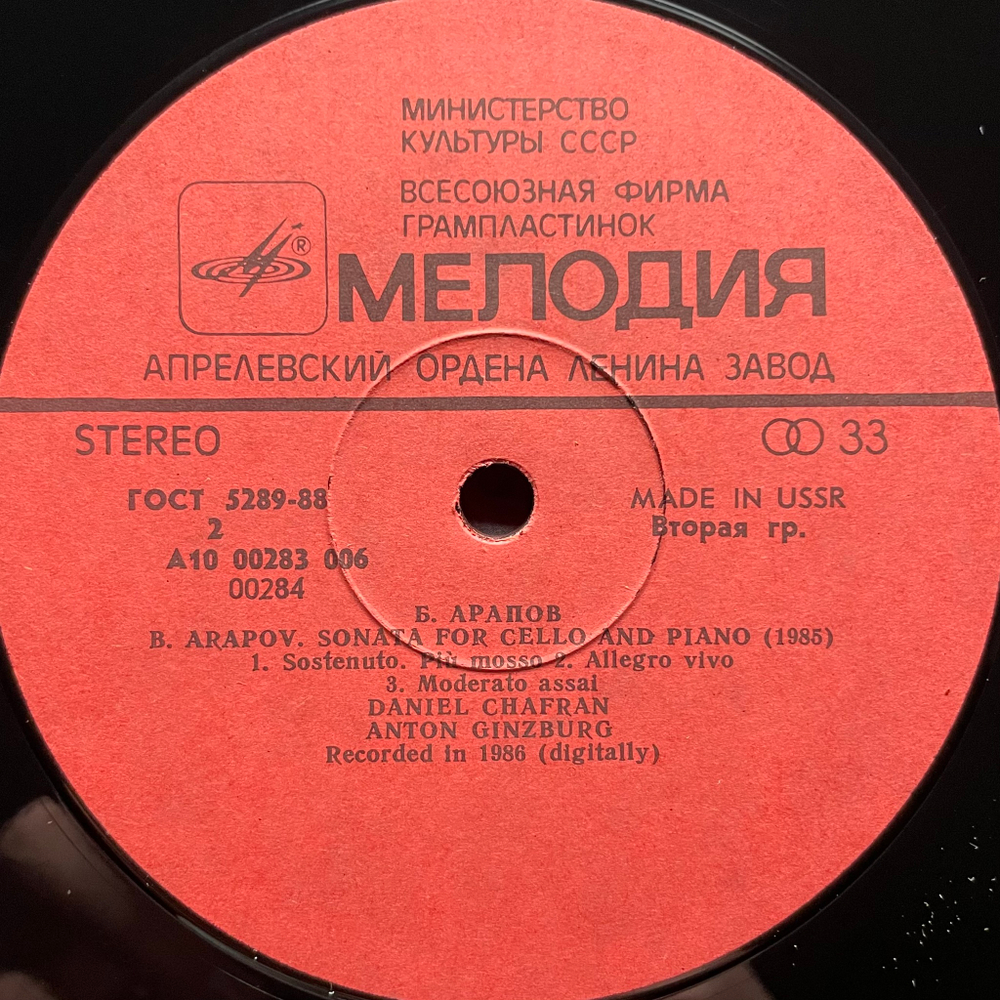 МИНИСТЕРСТВО
КУЛЬТУРЫ СССР
ВСЕСОЮЗНАЯ ФИРМА
ГРАМПЛАСТИНОК
®
МЕЛОДИЯ
АПРЕЛЕВСКИЙ ОРДЕНА ЛЕНИНА ЗАВОД
STEREO
33
ГОСТ 5289-88
MADE IN USSR
2
Вторая гр.
А10 00283 006
00284
Б. АРАПОВ
B. ARAPOV. SONATA FOR CELLO AND PIANO (1985)
1. Sostenuto. Più mosso 2. Allegro vivo
3. Moderato assai
DANIEL CHAFRAN
ANTON GINZBURG
Recorded in 1986 (digitally)